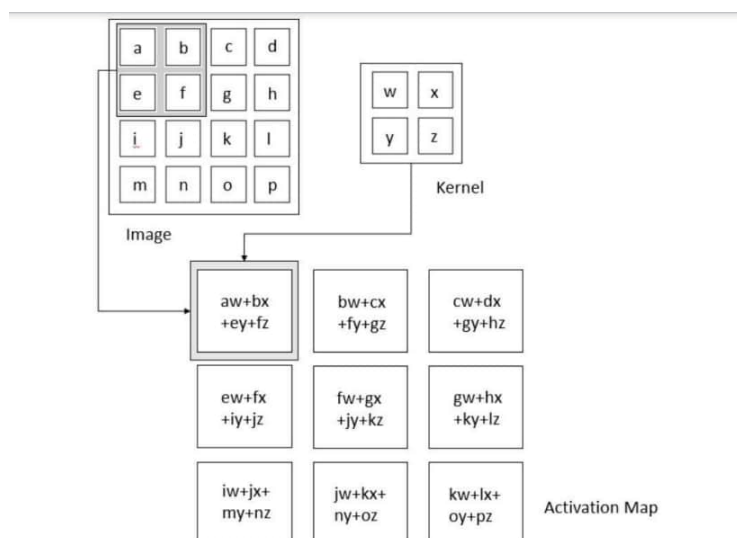 a b c d
e f g h
i j k l
m n o p
Image
w x
y z
Kernel
aw+bx
+ey+fz
bw+cx
+fy+gz
cw+dx
+gy+hz
ew+fx
+iy+jz
fw+gx
+jy+kz
gw+hx
+ky+lz
iw+jx+
my+nz
jw+kx+
ny+oz
kw+lx+
oy+pz
Activation Map